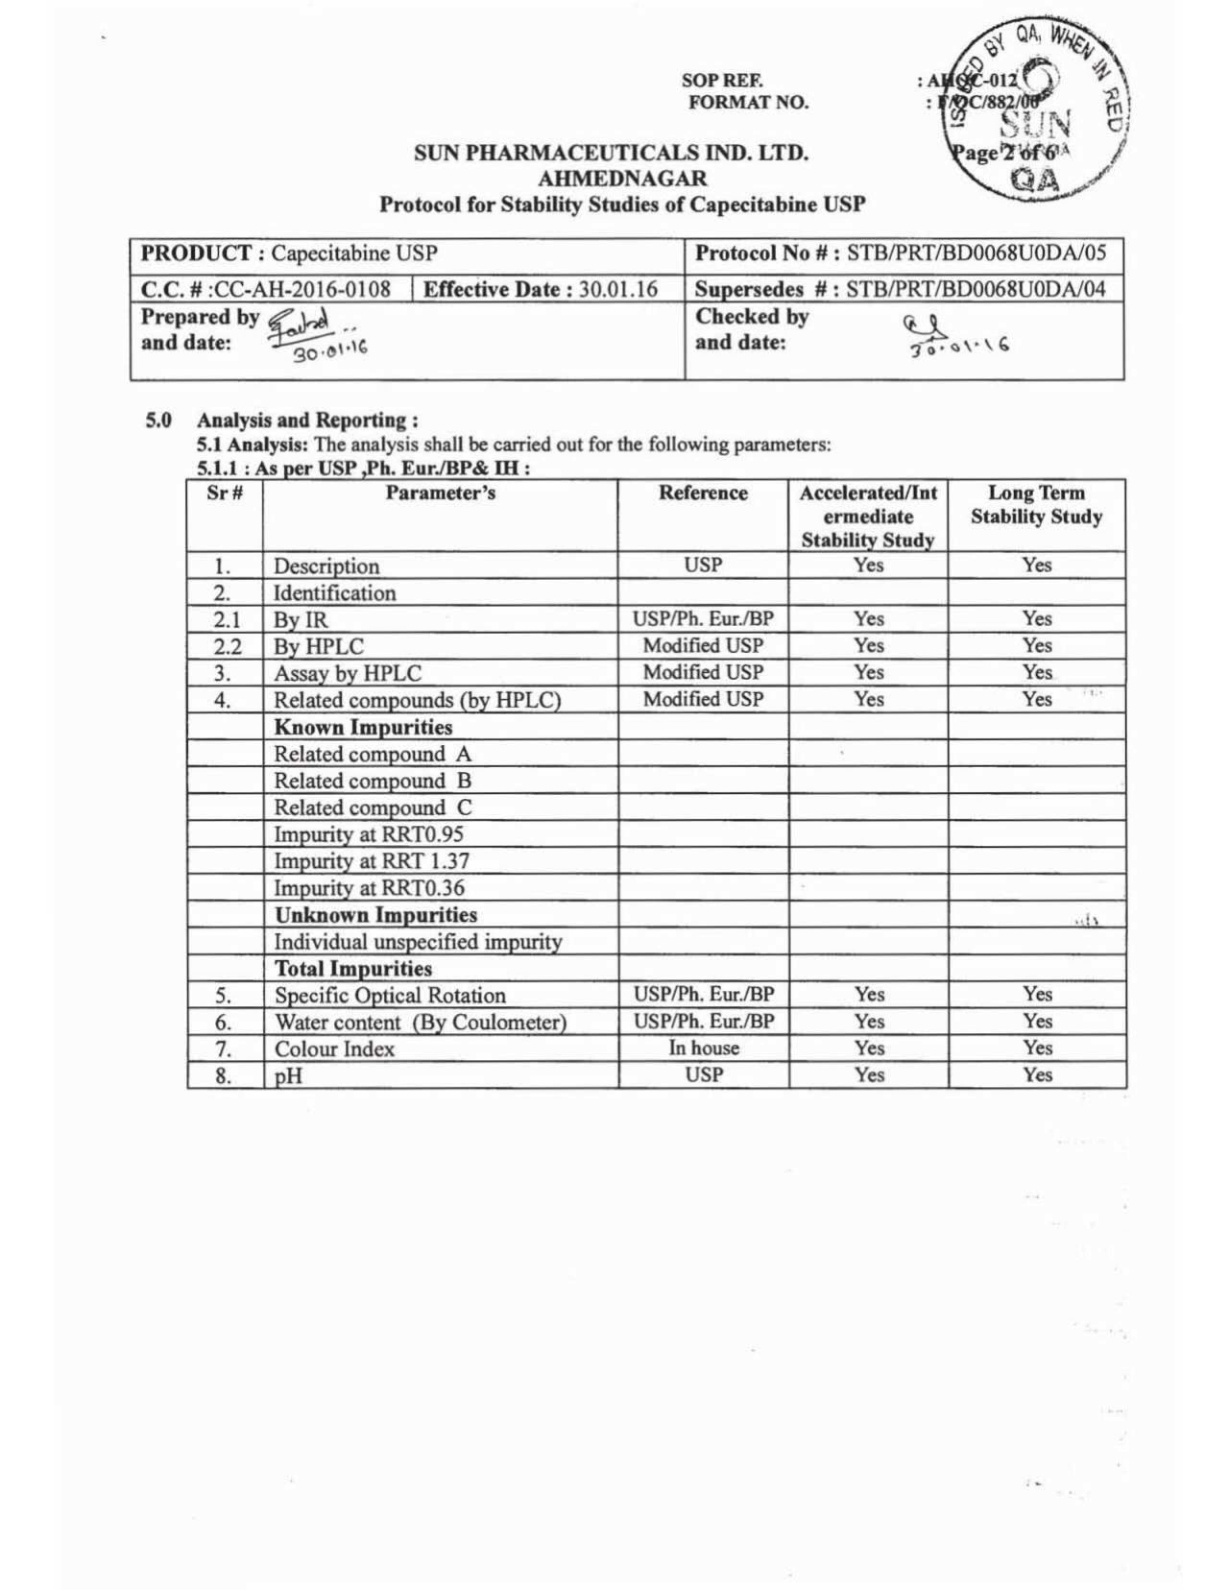 ISSUED BY QA, WHEN IN RED
SUN
QA
SOP REF. : AHQC-012
FORMAT NO. : F/QC/882/00
Page 2 of 6
SUN PHARMACEUTICALS IND. LTD.
AHMEDNAGAR
Protocol for Stability Studies of Capecitabine USP
PRODUCT : Capecitabine USP Protocol No # : STB/PRT/BD0068U0DA/05
C.C. # :CC-AH-2016-0108 Effective Date : 30.01.16 Supersedes # : STB/PRT/BD0068U0DA/04
Prepared by Checked by
and date: 30.01.16 and date: 30.01.16
5.0 Analysis and Reporting :
5.1 Analysis: The analysis shall be carried out for the following parameters:
5.1.1 : As per USP ,Ph. Eur./BP& IH :
Sr # Parameter's Reference Accelerated/Int Long Term
ermediate Stability Study
Stability Study
1. Description USP Yes Yes
2. Identification
2.1 By IR USP/Ph. Eur./BP Yes Yes
2.2 By HPLC Modified USP Yes Yes
3. Assay by HPLC Modified USP Yes Yes
4. Related compounds (by HPLC) Modified USP Yes Yes
Known Impurities
Related compound A
Related compound B
Related compound C
Impurity at RRT0.95
Impurity at RRT 1.37
Impurity at RRT0.36
Unknown Impurities
Individual unspecified impurity
Total Impurities
5. Specific Optical Rotation USP/Ph. Eur./BP Yes Yes
6. Water content (By Coulometer) USP/Ph. Eur./BP Yes Yes
7. Colour Index In house Yes Yes
8. pH USP Yes Yes